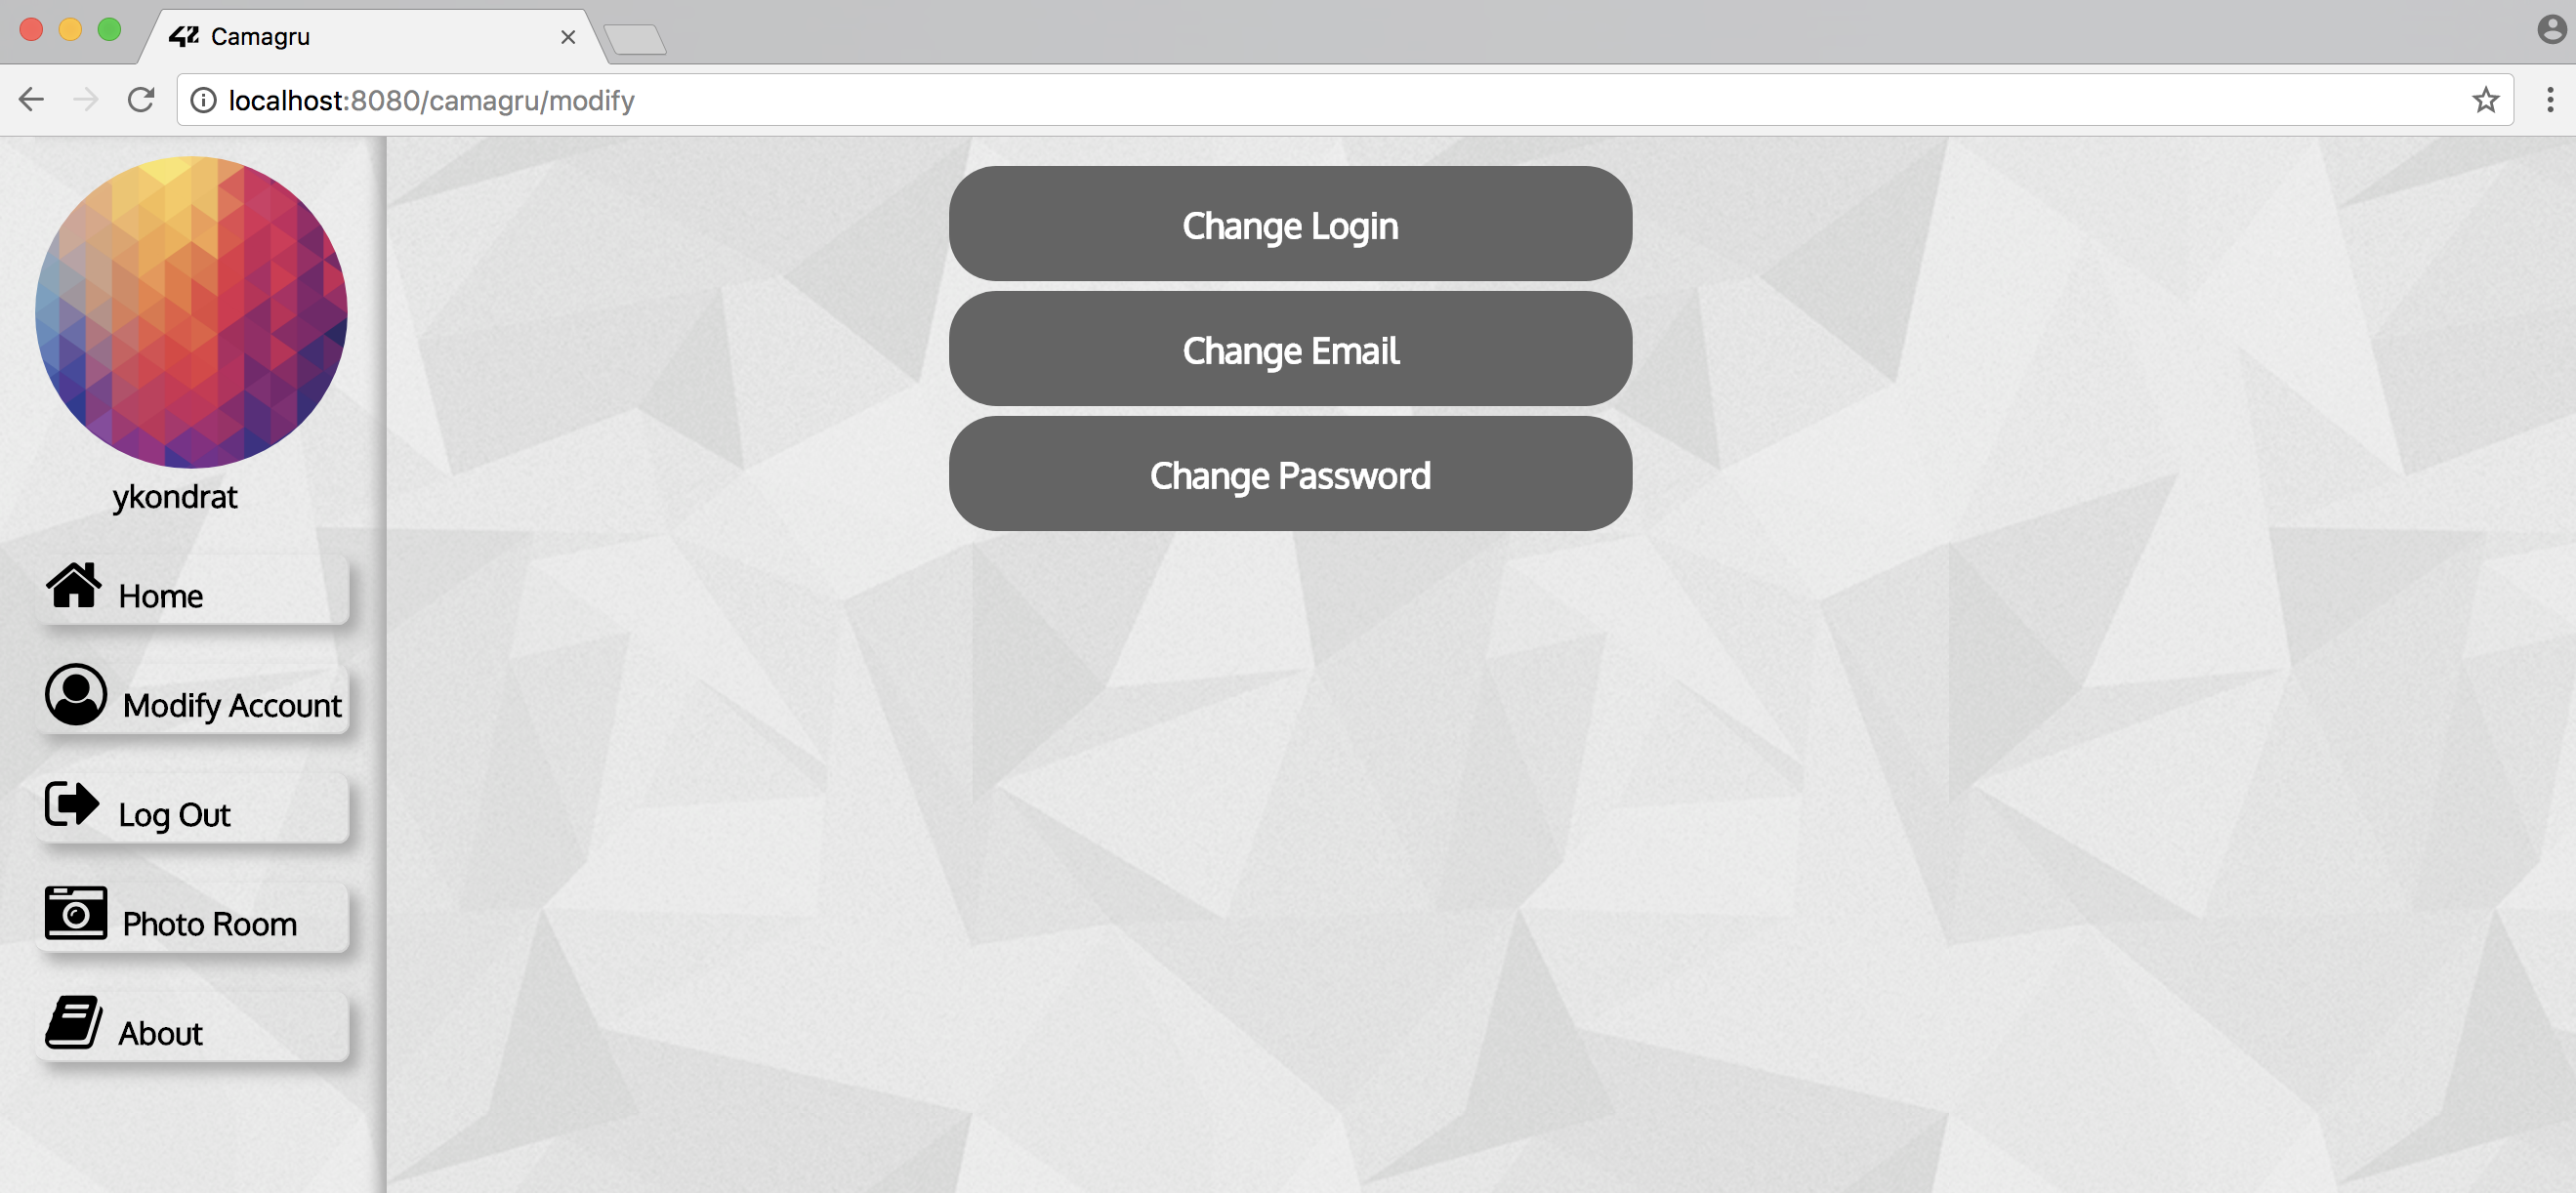 42 Camagru
localhost:8080/camagru/modify
ykondrat
Home
Modify Account
Log Out
Photo Room
About
Change Login
Change Email
Change Password